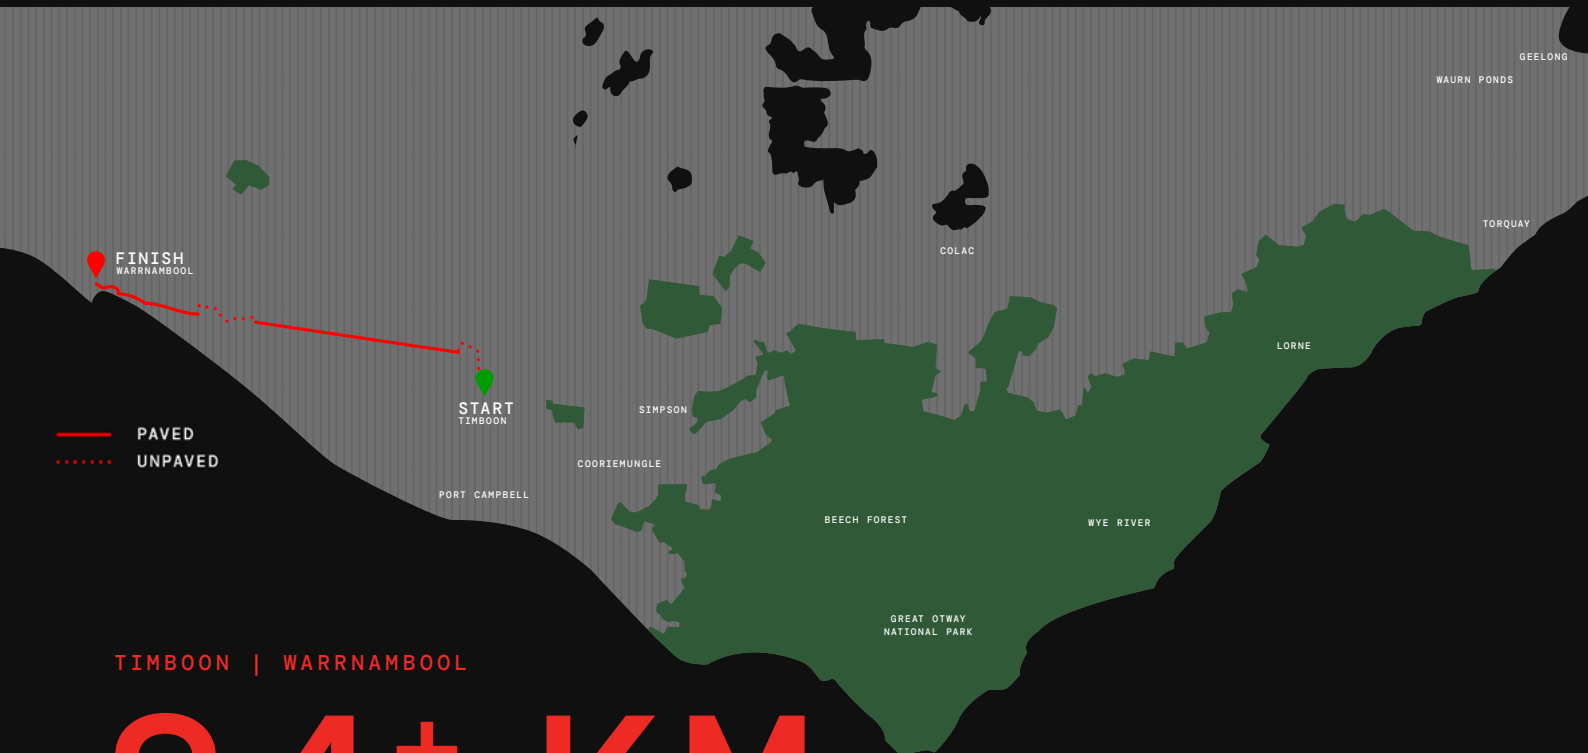 GEELONG
WAURN PONDS
TORQUAY
COLAC
FINISH
WARRNAMBOOL
LORNE
START
TIMBOON
SIMPSON
PAVED
UNPAVED
COORIEMUNGLE
PORT CAMPBELL
BEECH FOREST
WYE RIVER
GREAT OTWAY
NATIONAL PARK
TIMBOON | WARRNAMBOOL